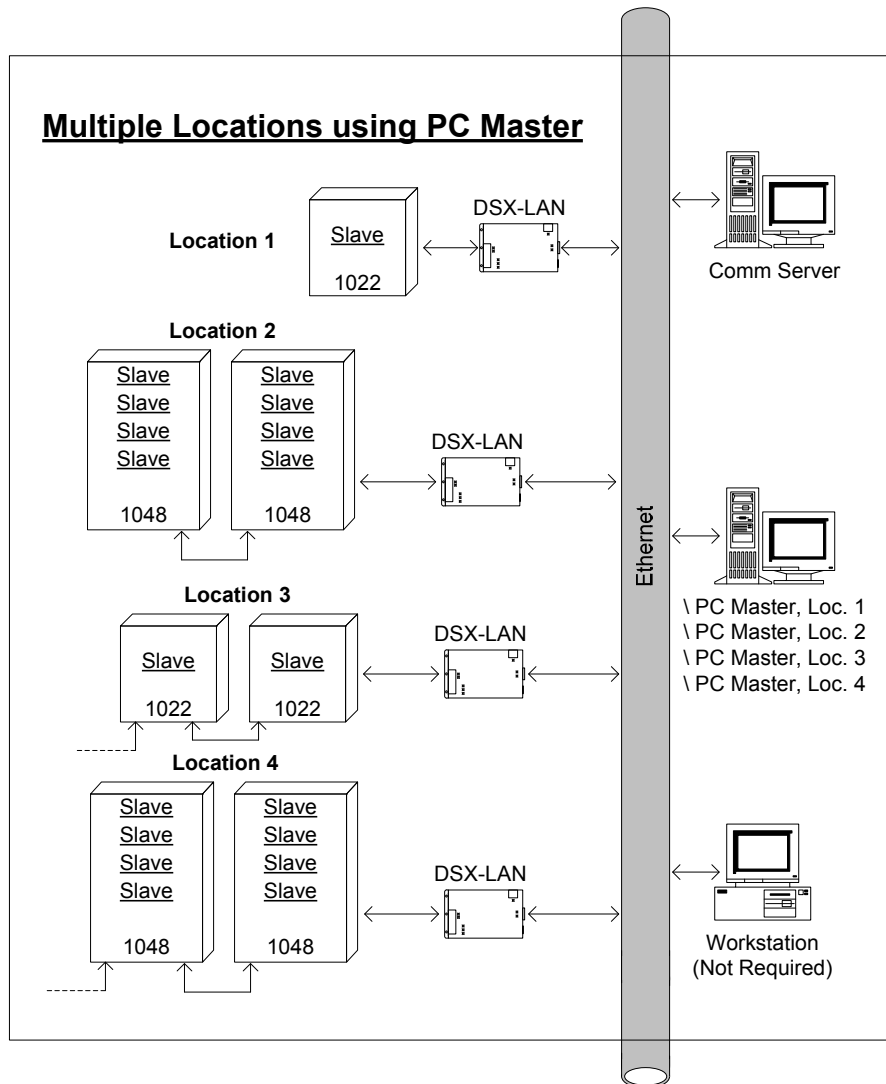 Multiple Locations using PC Master
Location 1
Slave
1022
DSX-LAN
Comm Server
Location 2
Slave
Slave
Slave
Slave
1048
Slave
Slave
Slave
Slave
1048
DSX-LAN
Ethernet
\ PC Master, Loc. 1
\ PC Master, Loc. 2
\ PC Master, Loc. 3
\ PC Master, Loc. 4
Location 3
Slave
1022
Slave
1022
DSX-LAN
Location 4
Slave
Slave
Slave
Slave
1048
Slave
Slave
Slave
Slave
1048
DSX-LAN
Workstation
(Not Required)